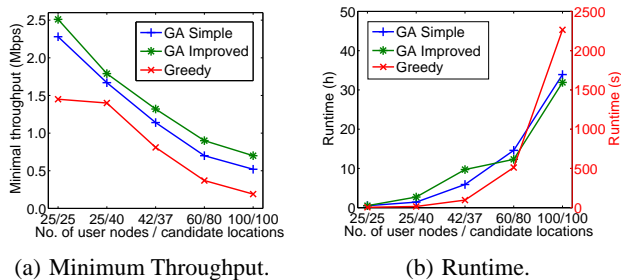 Minimal throughput (Mbps)
2.5
2.0
1.5
1.0
0.5
0.0
GA Simple
GA Improved
Greedy
25/25 25/40 42/37 60/80 100/100
No. of user nodes / candidate locations
(a) Minimum Throughput.
Runtime (h)
50
40
30
20
10
0
GA Simple
GA Improved
Greedy
2500
2000
1500
1000
500
0
Runtime (s)
25/25 25/40 42/37 60/80 100/100
No. of user nodes / candidate locations
(b) Runtime.